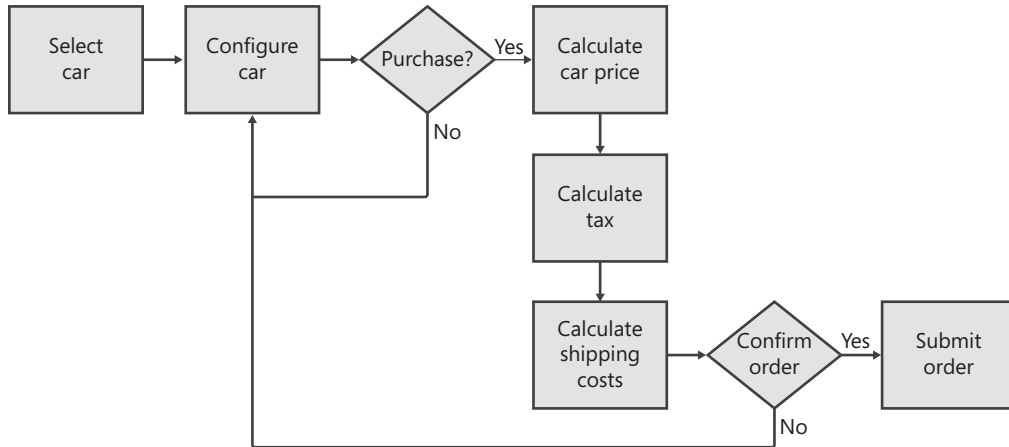 Select
car
Configure
car
Purchase?
Yes
Calculate
car price
No
Calculate
tax
Calculate
shipping
costs
Confirm
order
Yes
Submit
order
No